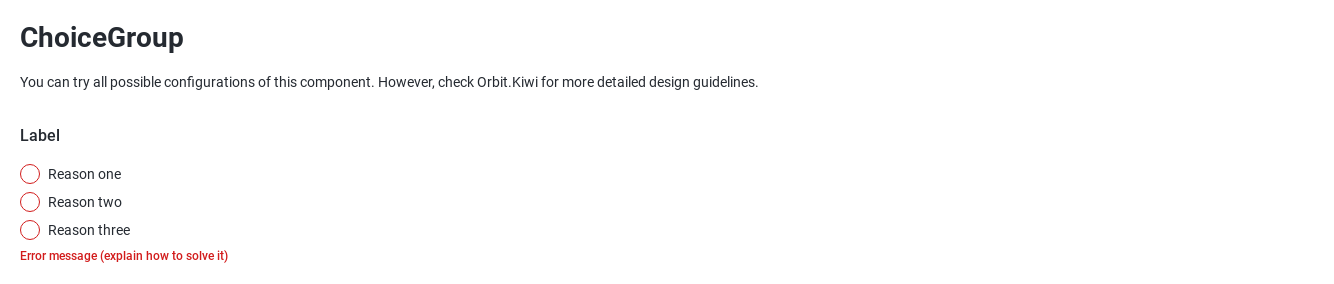 ChoiceGroup
You can try all possible configurations of this component. However, check Orbit.Kiwi for more detailed design guidelines.
Label
Reason one
Reason two
Reason three
Error message (explain how to solve it)